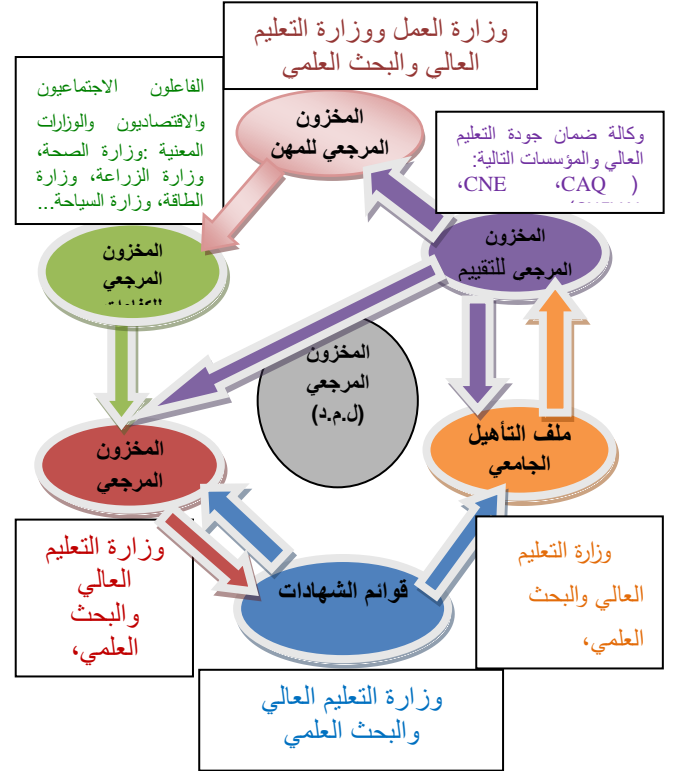 وزارة العمل ووزارة التعليم
العالي والبحث العلمي
الفاعلون الاجتماعيون
والاقتصاديون والوزارات
المعنية :وزارة الصحة،
وزارة الزراعة، وزارة
الطاقة، وزارة السياحة...
المخزون
المرجعي للمهن
وكالة ضمان جودة التعليم
العالي والمؤسسات التالية:
( CAQ، CNE،
المخزون
المرجعي للتقييم
المخزون
المرجعي
المخزون
المرجعي
(ل.م.د)
ملف التأهيل
الجامعي
المخزون
المرجعي
قوائم الشهادات
وزارة التعليم
العالي
والبحث
العلمي،
وزارة التعليم
العالي والبحث
العلمي،
وزارة التعليم العالي
والبحث العلمي